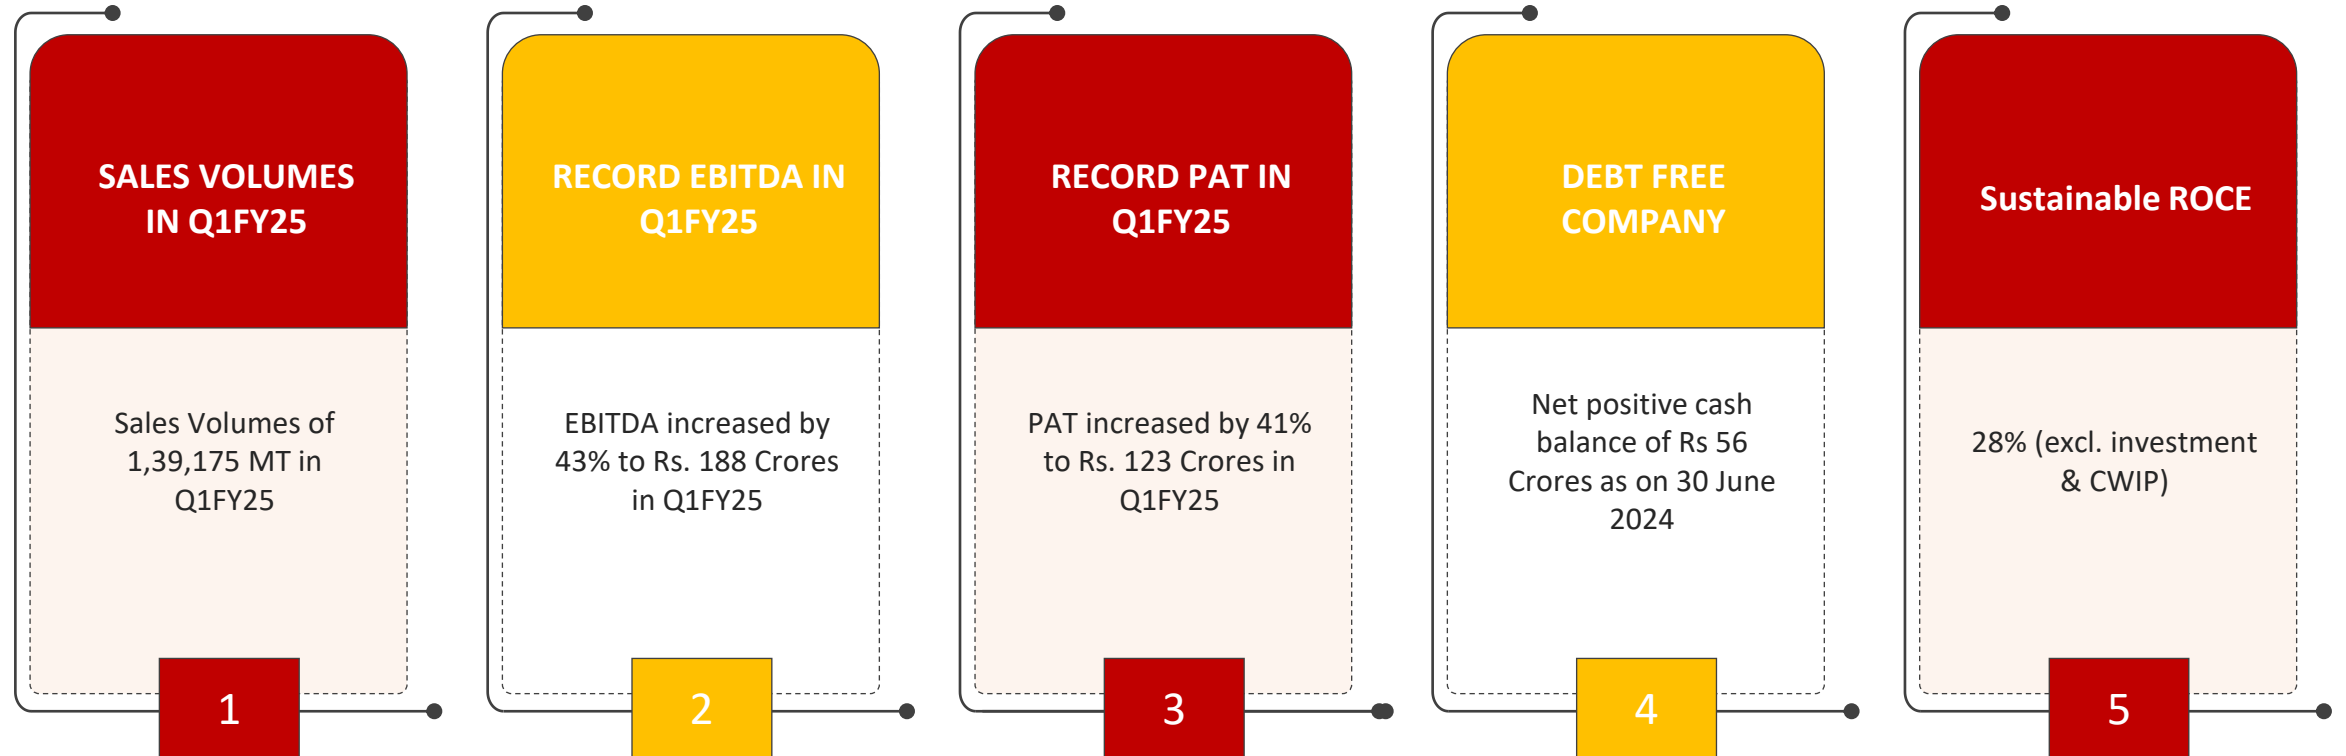 SALES VOLUMES
IN Q1FY25
Sales Volumes of
1,39,175 MT in
Q1FY25
1
RECORD EBITDA IN
Q1FY25
EBITDA increased by
43% to Rs. 188 Crores
in Q1FY25
2
RECORD PAT IN
Q1FY25
PAT increased by 41%
to Rs. 123 Crores in
Q1FY25
3
DEBT FREE
COMPANY
Net positive cash
balance of Rs 56
Crores as on 30 June
2024
4
Sustainable ROCE
28% (excl. investment
& CWIP)
5